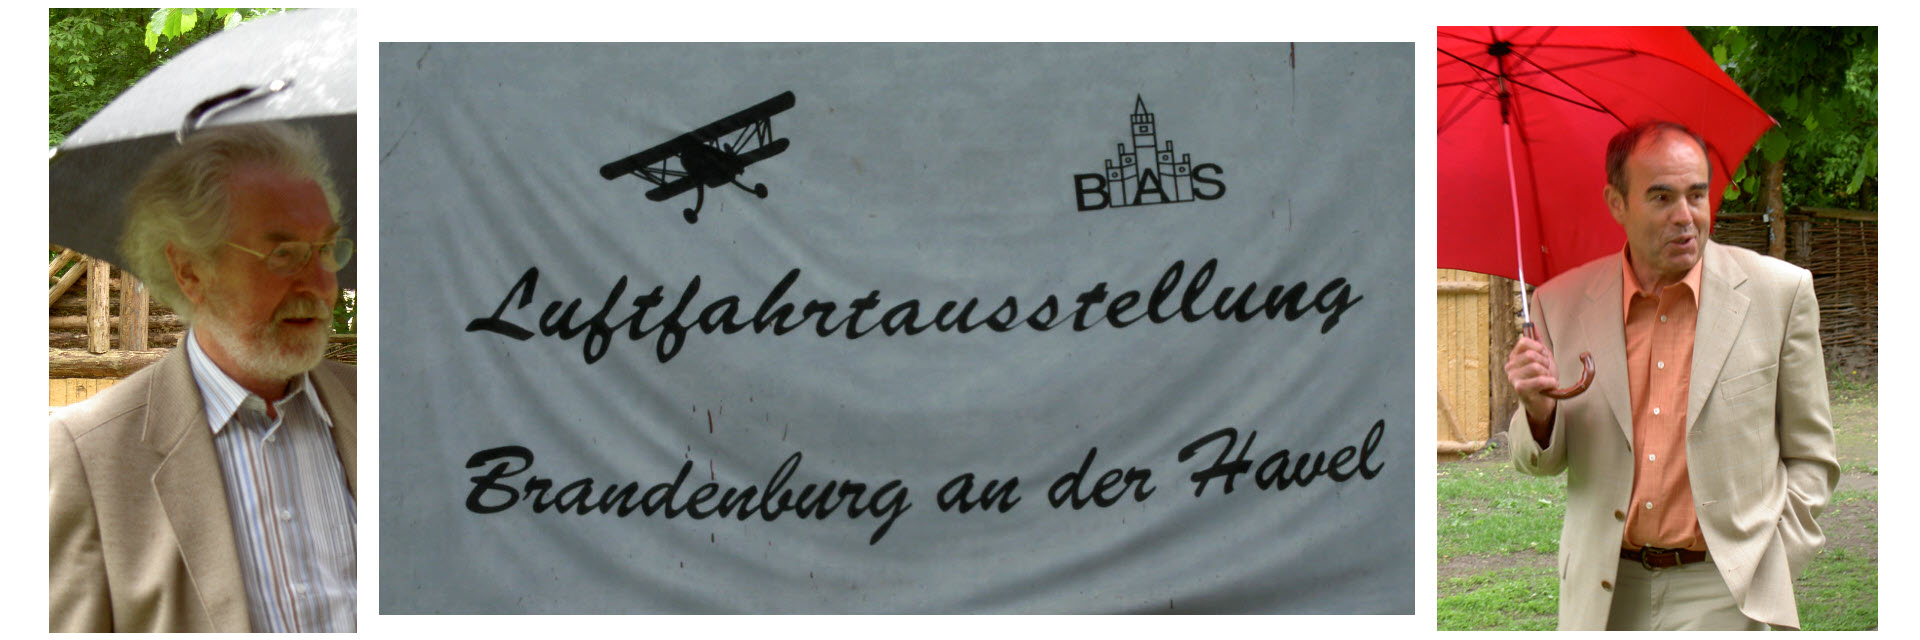 BAS
Luftfahrtausstellung
Brandenburg an der Havel